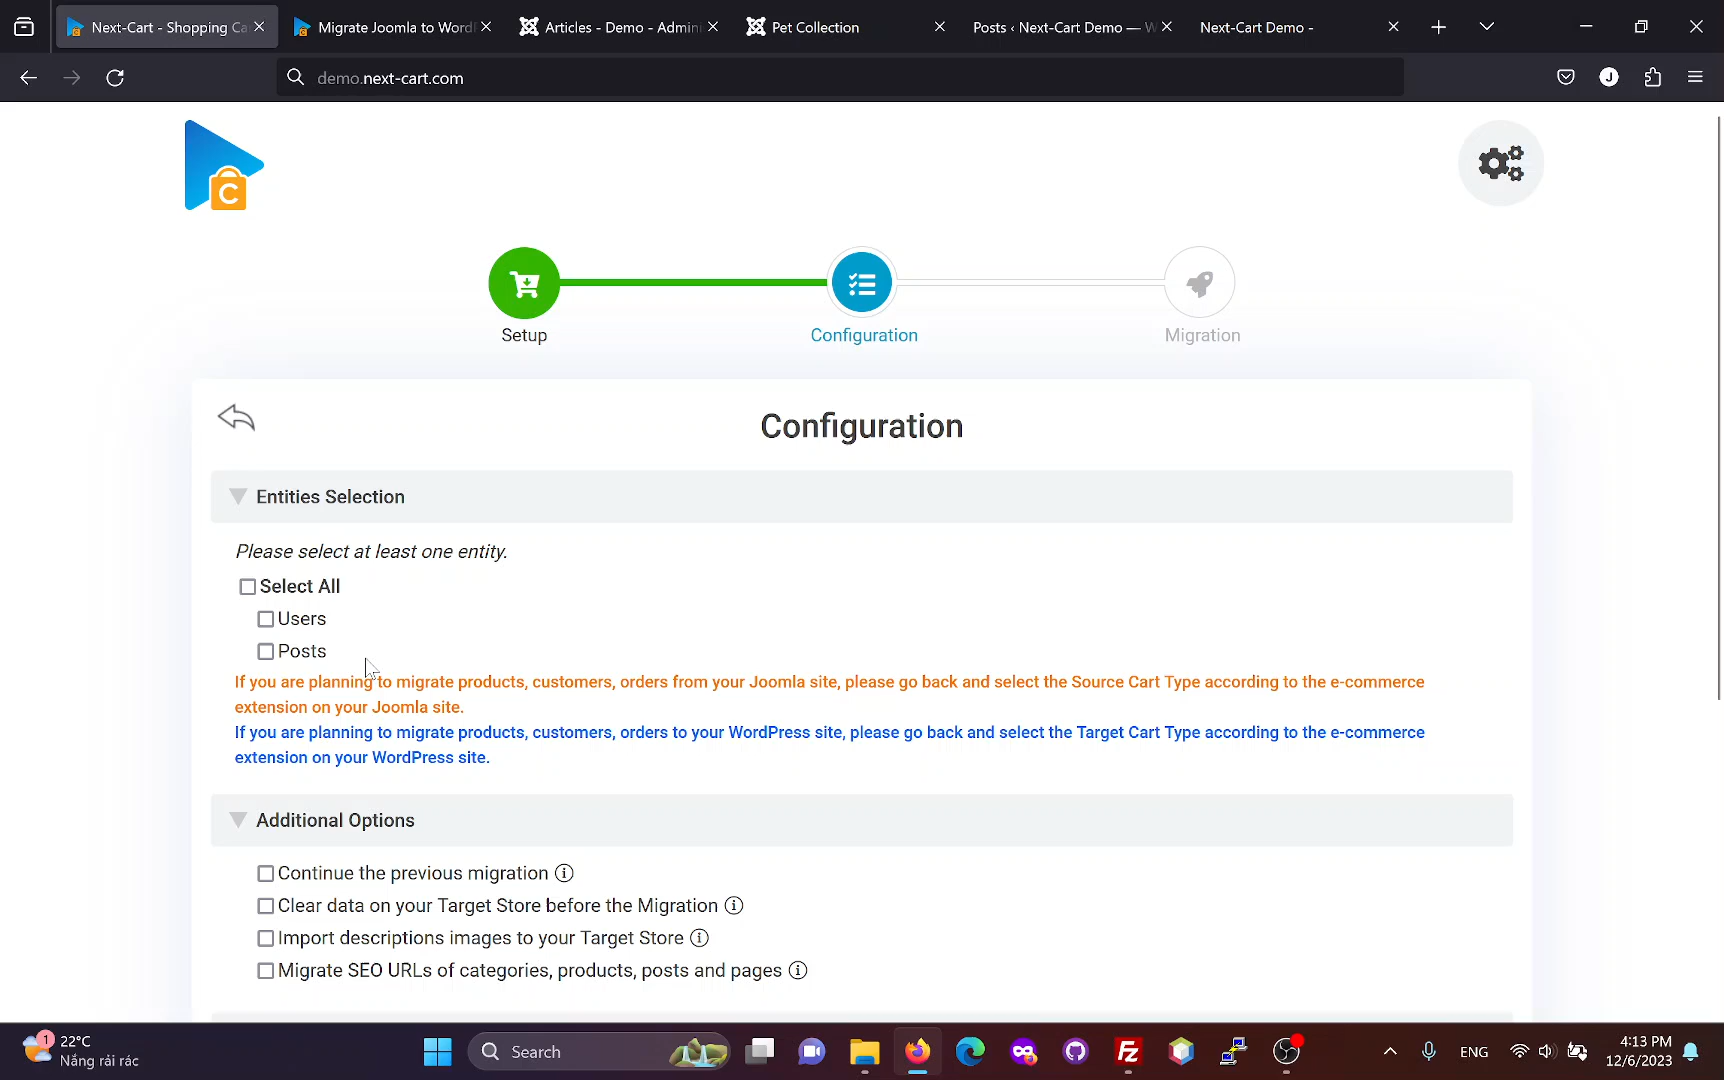 Next-Cart - Shopping Ca
Migrate Joomla to Word
Articles - Demo - Admin
Pet Collection
Posts ‹ Next-Cart Demo — W
Next-Cart Demo -
demo.next-cart.com
J
C
Setup
Configuration
Migration
Configuration
Entities Selection
Please select at least one entity.
Select All
Users
Posts
If you are planning to migrate products, customers, orders from your Joomla site, please go back and select the Source Cart Type according to the e-commerce
extension on your Joomla site.
If you are planning to migrate products, customers, orders to your WordPress site, please go back and select the Target Cart Type according to the e-commerce
extension on your WordPress site.
Additional Options
Continue the previous migration
Clear data on your Target Store before the Migration
Import descriptions images to your Target Store
Migrate SEO URLs of categories, products, posts and pages
1
22°C
Nắng rải rác
Search
Fz
ENG
4:13 PM
12/6/2023